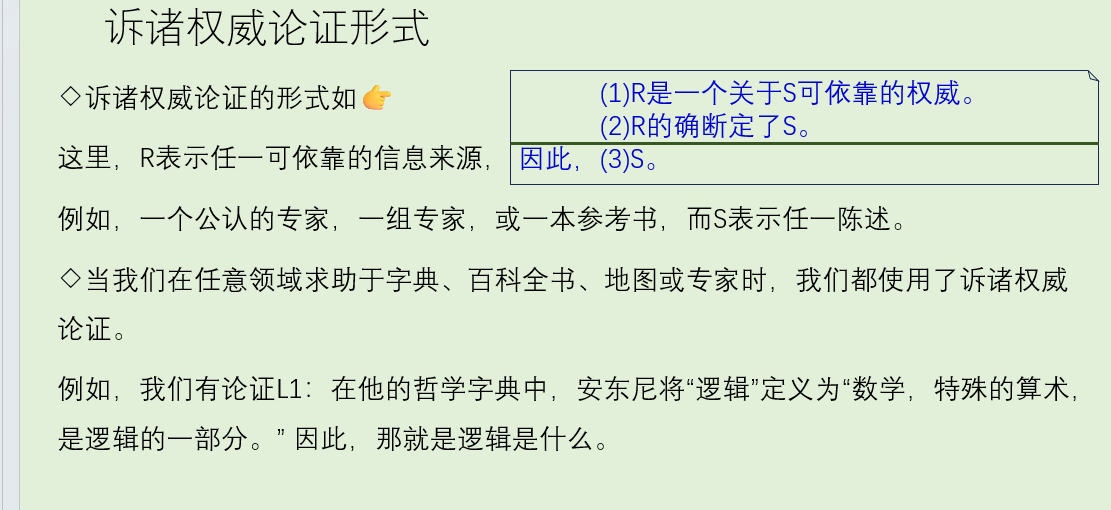 诉诸权威论证形式
◇诉诸权威论证的形式如👉
(1)R是一个关于S可依靠的权威。
(2)R的确断定了S。
因此，(3)S。
这里，R表示任一可依靠的信息来源，
例如，一个公认的专家，一组专家，或一本参考书，而S表示任一陈述。
◇当我们在任意领域求助于字典、百科全书、地图或专家时，我们都使用了诉诸权威
论证。
例如，我们有论证L1：在他的哲学字典中，安东尼将“逻辑”定义为“数学，特殊的算术，
是逻辑的一部分。” 因此，那就是逻辑是什么。